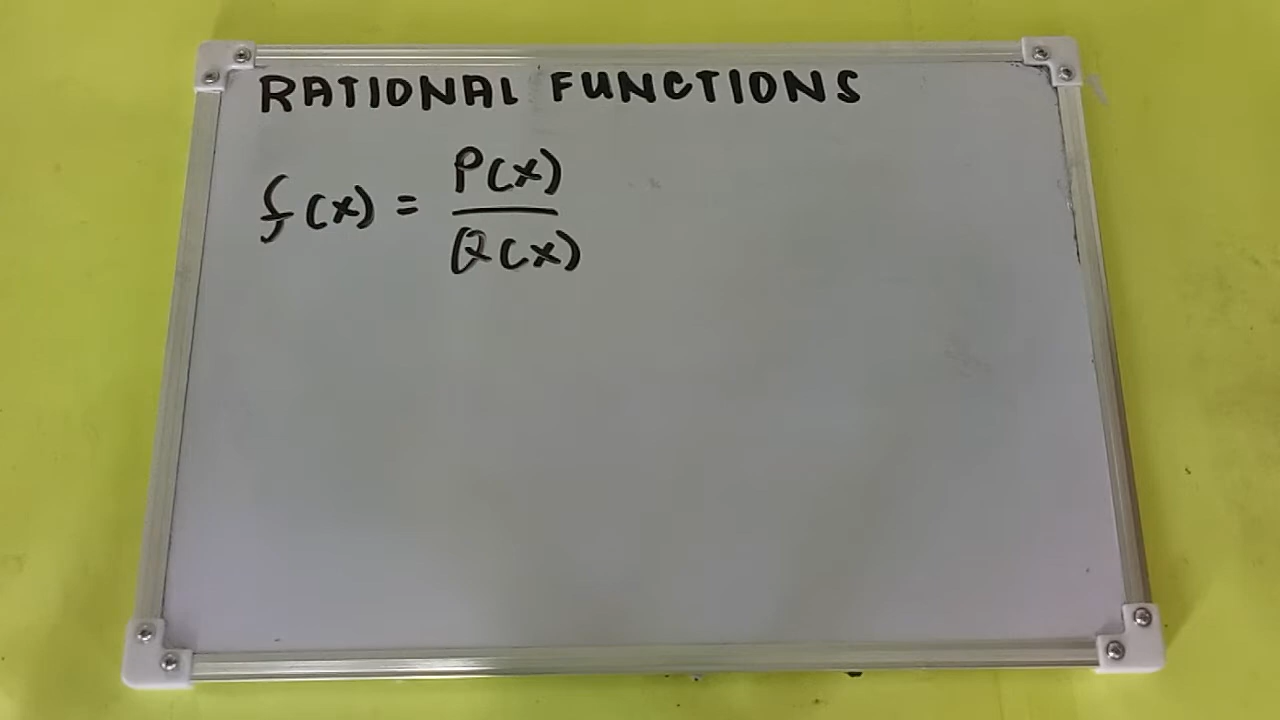 RATIONAL FUNCTIONS
f(x) = P(x)
Q(x)